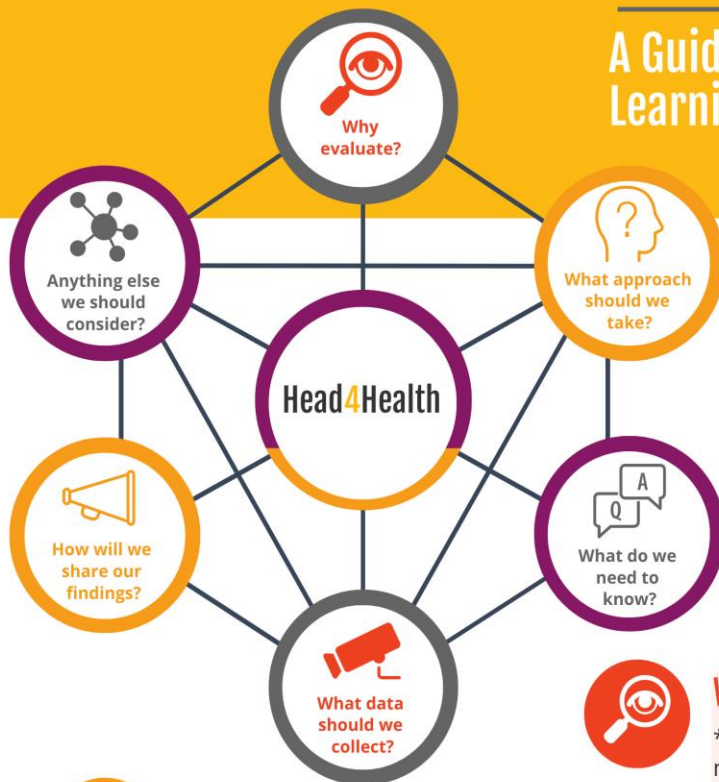 A Guid
Learni
Why
evaluate?
Anything else
we should
consider?
What approach
should we
take?
Head4Health
How will we
share our
findings?
A
Q
What do we
need to
know?
What data
should we
collect?